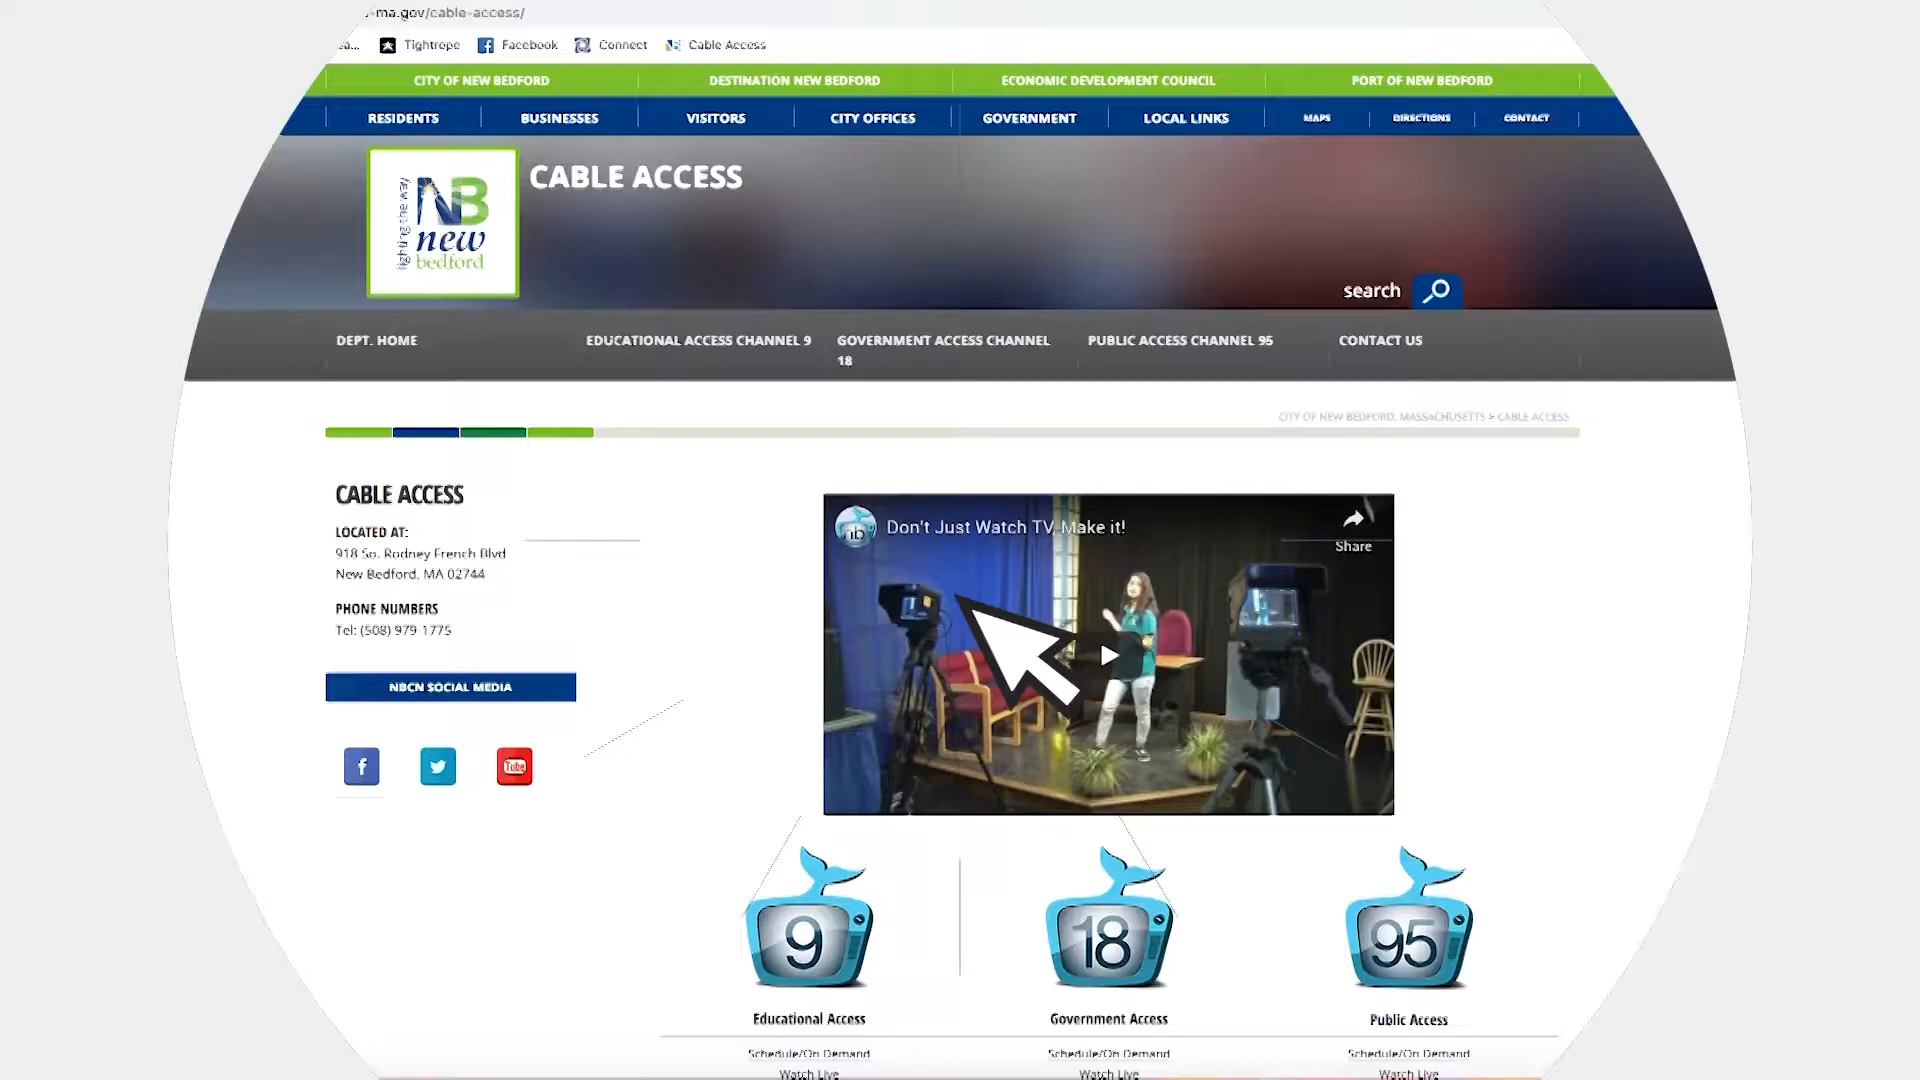 -ma.gov/cable-access/
Tightrope Facebook Connect Cable Access
CITY OF NEW BEDFORD DESTINATION NEW BEDFORD ECONOMIC DEVELOPMENT COUNCIL PORT OF NEW BEDFORD
RESIDENTS BUSINESSES VISITORS CITY OFFICES GOVERNMENT LOCAL LINKS MAPS DIRECTIONS CONTACT
CABLE ACCESS
NB
new
bedford
search
DEPT. HOME EDUCATIONAL ACCESS CHANNEL 9 GOVERNMENT ACCESS CHANNEL 18 PUBLIC ACCESS CHANNEL 95 CONTACT US
CITY OF NEW BEDFORD, MASSACHUSETTS > CABLE ACCESS
CABLE ACCESS
LOCATED AT:
918 So. Rodney French Blvd
New Bedford, MA 02744
PHONE NUMBERS
Tel: (508) 979-1775
NBCN SOCIAL MEDIA
f
Tube
nb
Don't Just Watch TV, Make it!
Share
9 18 95
Educational Access Government Access Public Access
Schedule/On Demand Schedule/On Demand Schedule/On Demand
Watch Live Watch Live Watch Live